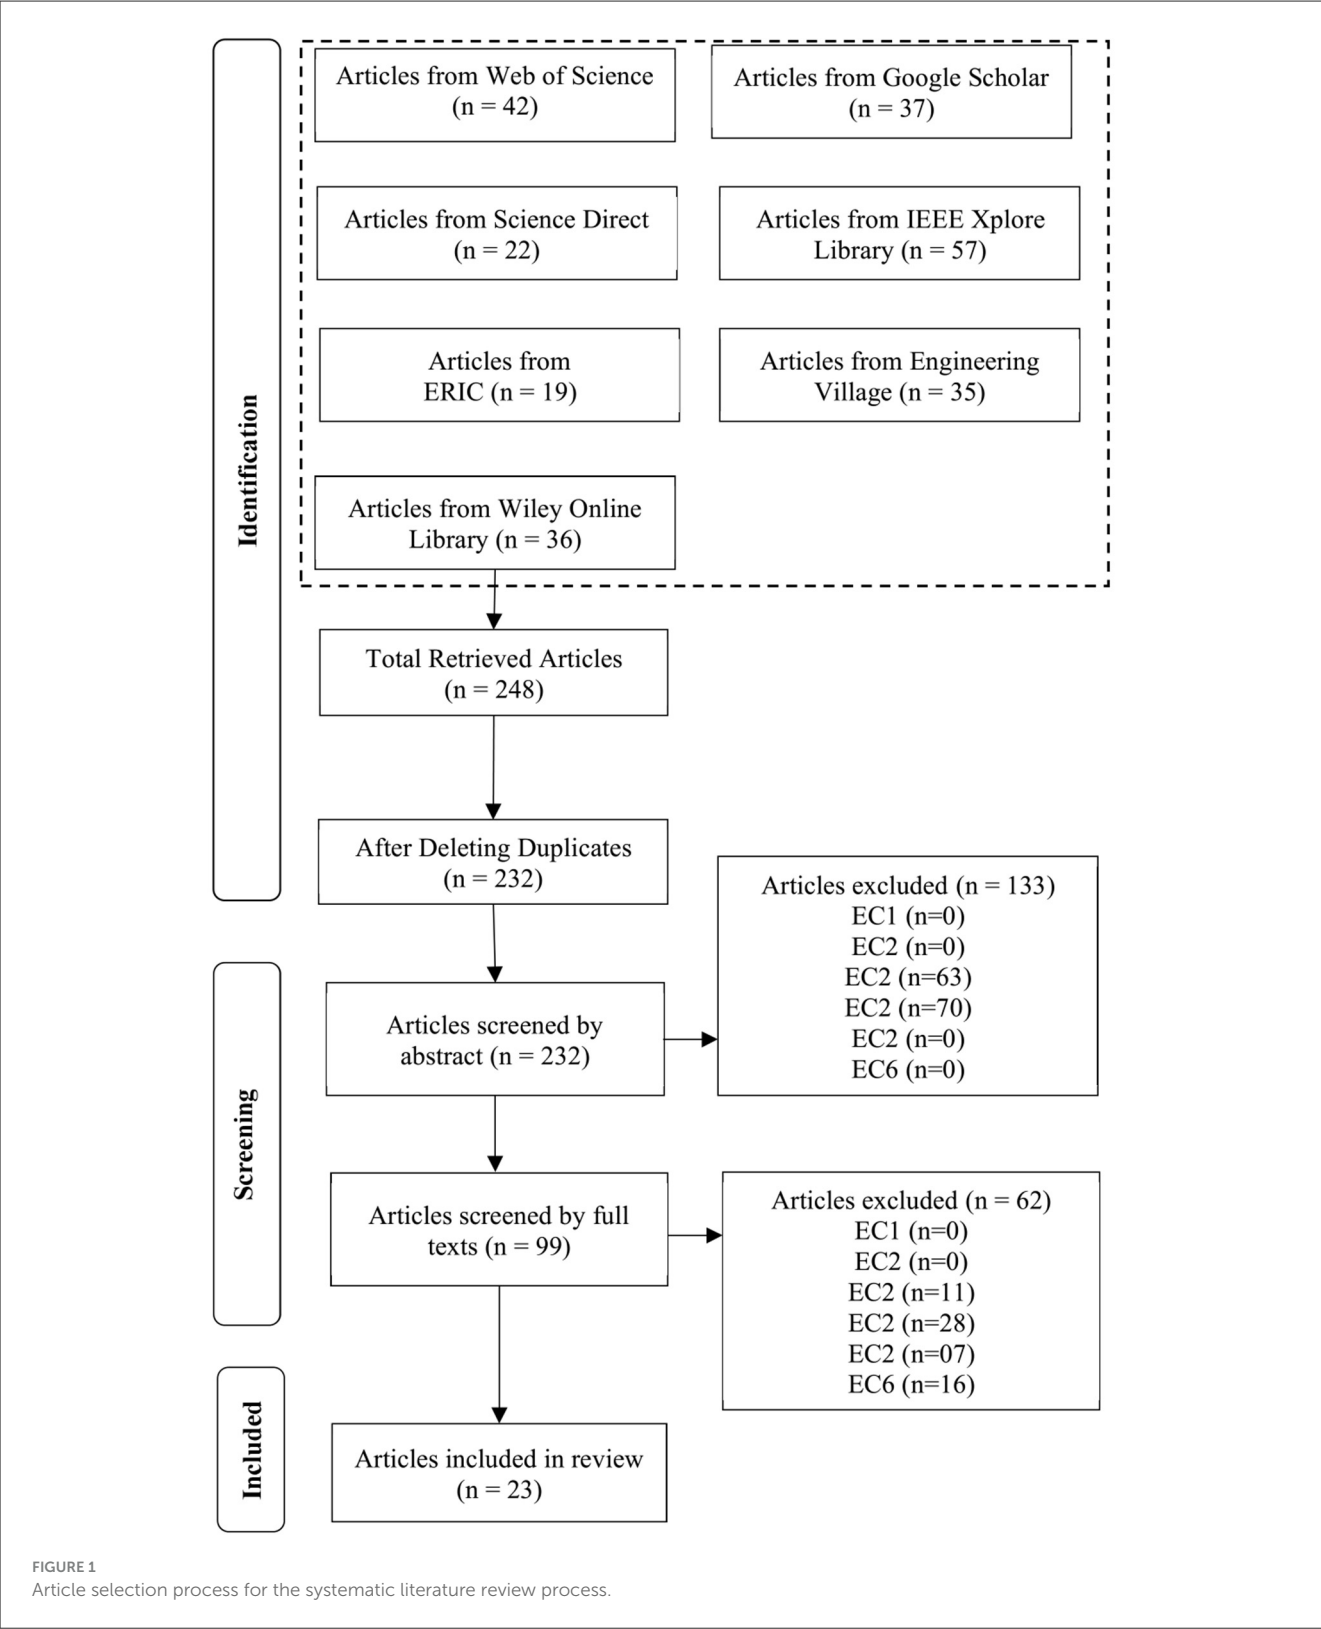 Identification
Articles from Web of Science
(n = 42)
Articles from Google Scholar
(n = 37)
Articles from Science Direct
(n = 22)
Articles from IEEE Xplore
Library (n = 57)
Articles from
ERIC (n = 19)
Articles from Engineering
Village (n = 35)
Articles from Wiley Online
Library (n = 36)
Total Retrieved Articles
(n = 248)
After Deleting Duplicates
(n = 232)
Screening
Articles screened by
abstract (n = 232)
Articles excluded (n = 133)
EC1 (n=0)
EC2 (n=0)
EC2 (n=63)
EC2 (n=70)
EC2 (n=0)
EC6 (n=0)
Articles screened by full
texts (n = 99)
Articles excluded (n = 62)
EC1 (n=0)
EC2 (n=0)
EC2 (n=11)
EC2 (n=28)
EC2 (n=07)
EC6 (n=16)
Included
Articles included in review
(n = 23)
FIGURE 1
Article selection process for the systematic literature review process.